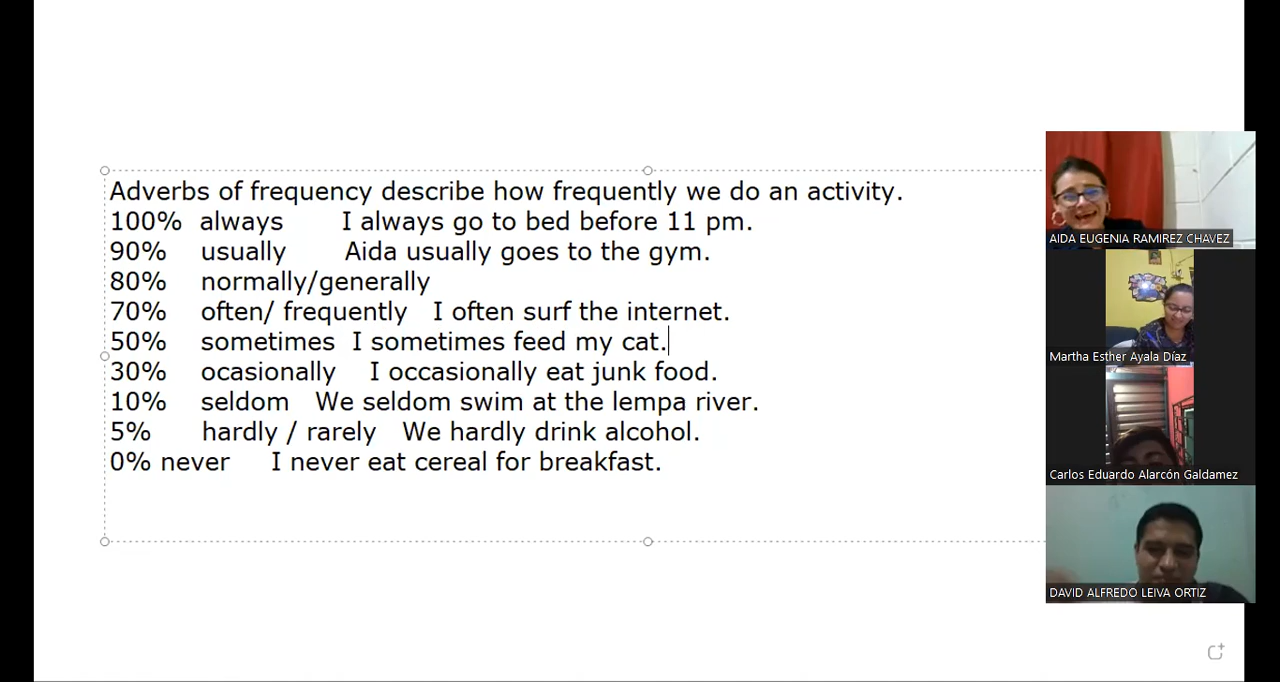 Adverbs of frequency describe how frequently we do an activity.
100% always I always go to bed before 11 pm.
90% usually Aida usually goes to the gym.
80% normally/generally
70% often/ frequently I often surf the internet.
50% sometimes I sometimes feed my cat.
30% ocasionally I occasionally eat junk food.
10% seldom We seldom swim at the lempa river.
5% hardly / rarely We hardly drink alcohol.
0% never I never eat cereal for breakfast.
AIDA EUGENIA RAMIREZ CHAVEZ
Martha Esther Ayala Díaz
Carlos Eduardo Alarcón Galdamez
DAVID ALFREDO LEIVA ORTIZ